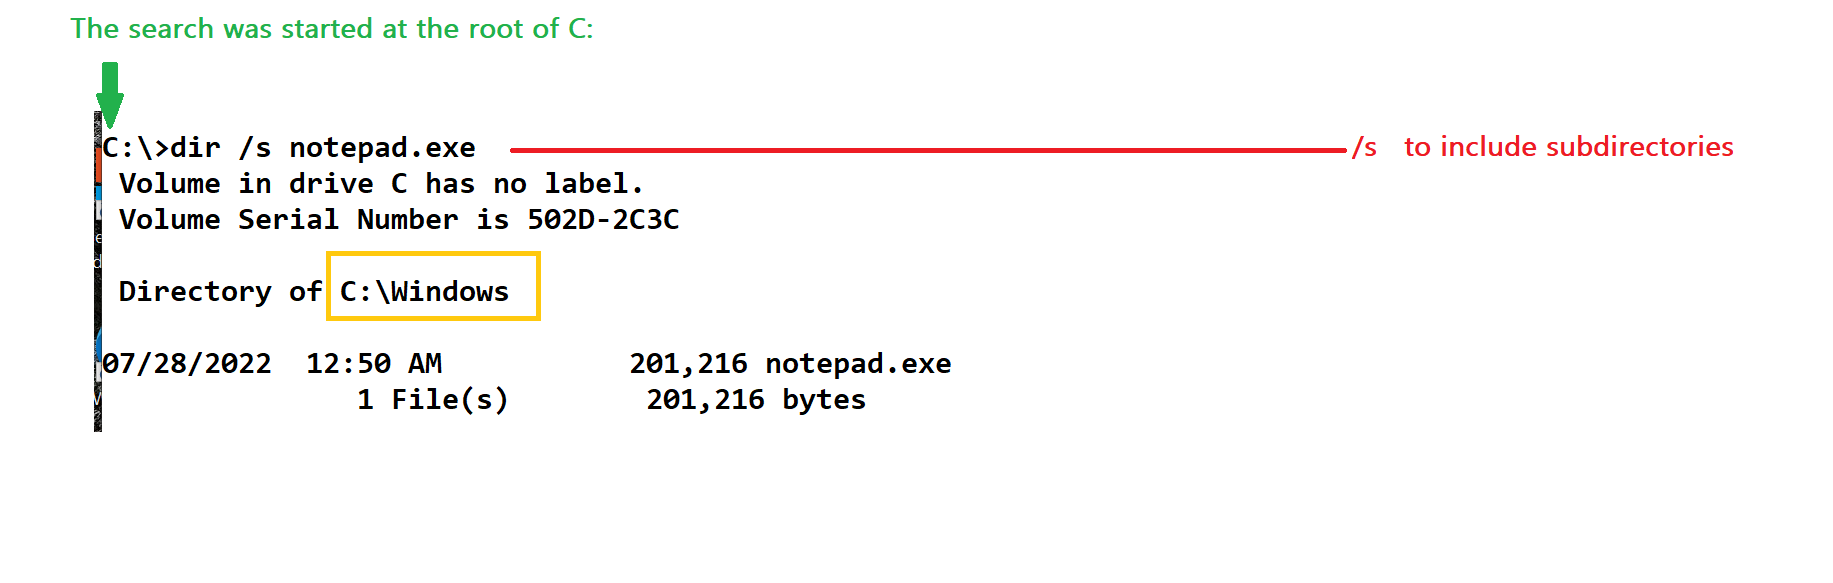 The search was started at the root of C:
C:\>dir /s notepad.exe /s to include subdirectories
Volume in drive C has no label.
Volume Serial Number is 502D-2C3C
Directory of C:\Windows
07/28/2022 12:50 AM 201,216 notepad.exe
1 File(s) 201,216 bytes